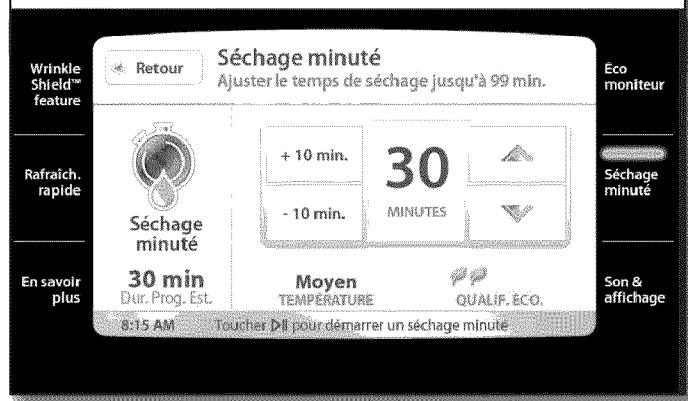 Wrinkle
Shield™
feature
Rafraîch.
rapide
En savoir
plus
Retour
Séchage minuté
Ajuster le temps de séchage jusqu'à 99 min.
Séchage
minuté
30 min
Dur. Prog. Est.
+ 10 min.
- 10 min.
30
MINUTES
Moyen
TEMPÉRATURE
QUALIF. ÉCO.
8:15 AM
Toucher ▷|| pour démarrer un séchage minuté
Éco
moniteur
Séchage
minuté
Son &
affichage